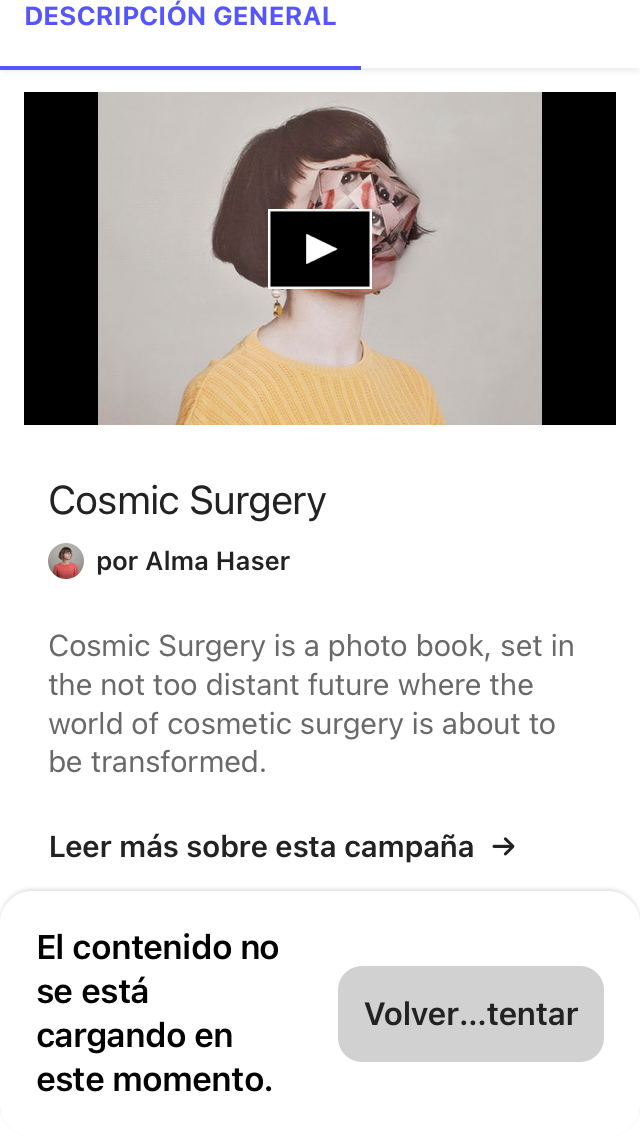 DESCRIPCIÓN GENERAL
Cosmic Surgery
por Alma Haser
Cosmic Surgery is a photo book, set in
the not too distant future where the
world of cosmetic surgery is about to
be transformed.
Leer más sobre esta campaña →
El contenido no
se está
cargando en
este momento.
Volver...tentar